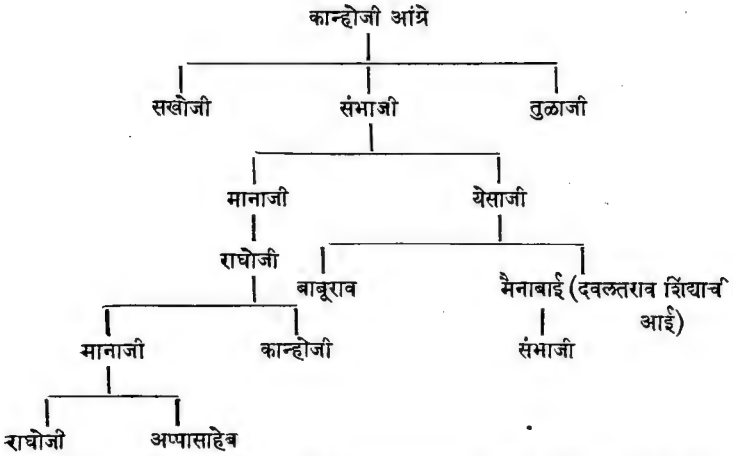 कान्होजी आंग्रे
सखोजी संभाजी तुळाजी
मानाजी येसाजी
राघोजी
बाबूराव मैनाबाई (दवलतराव शिंद्याची
आई)
मानाजी कान्होजी संभाजी
राघोजी अप्पासाहेब